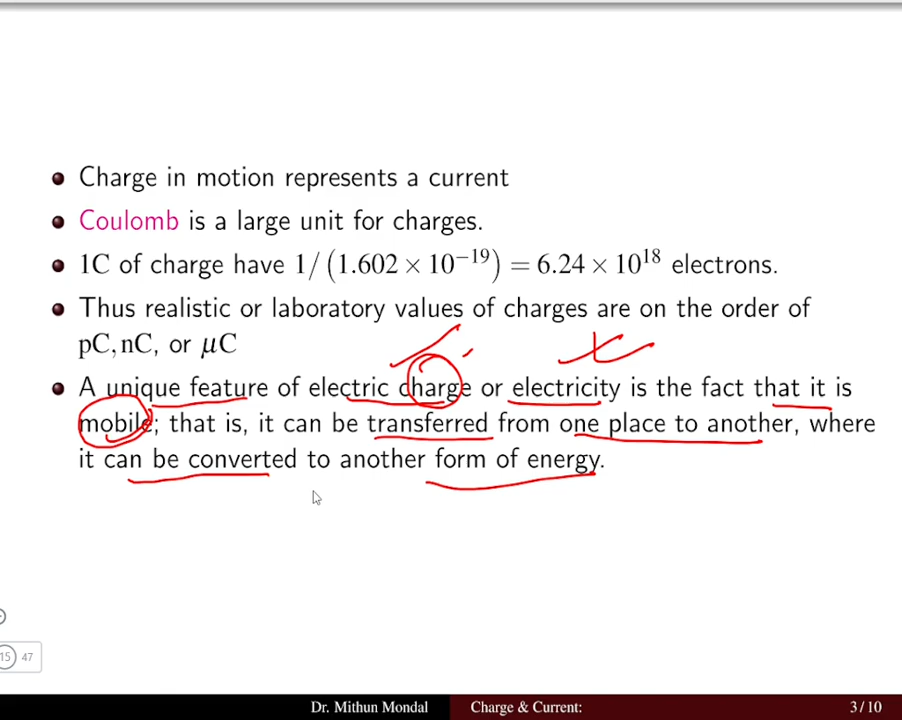 Charge in motion represents a current
Coulomb is a large unit for charges.
1C of charge have 1/(1.602 × 10⁻¹⁹) = 6.24 × 10¹⁸ electrons.
Thus realistic or laboratory values of charges are on the order of
pC, nC, or μC
A unique feature of electric charge or electricity is the fact that it is
mobile; that is, it can be transferred from one place to another, where
it can be converted to another form of energy.
15 47
Dr. Mithun Mondal Charge & Current: 3 / 10